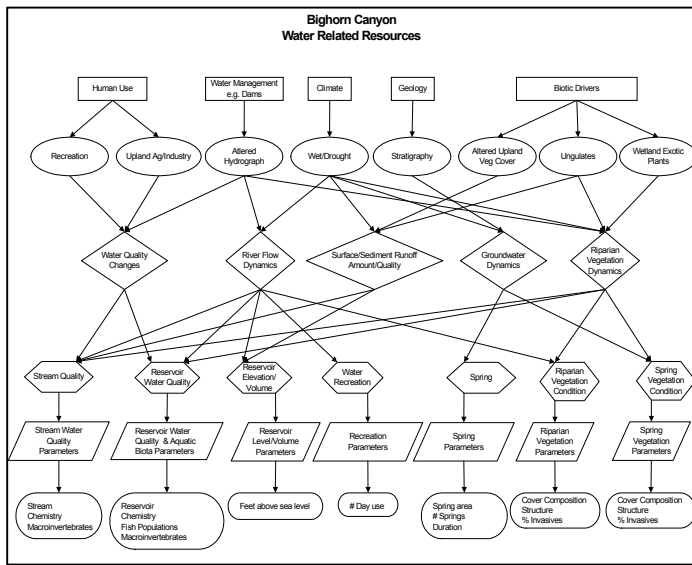 Bighorn Canyon
Water Related Resources
Human Use
Water Management
e.g. Dams
Climate
Geology
Biotic Drivers
Recreation
Upland Ag/Industry
Altered
Hydrograph
Wet/Drought
Stratigraphy
Altered Upland
Veg Cover
Ungulates
Wetland Exotic
Plants
Water Quality
Changes
River Flow
Dynamics
Surface/Sediment Runoff
Amount/Quality
Groundwater
Dynamics
Riparian
Vegetation
Dynamics
Stream Quality
Reservoir
Water Quality
Reservoir
Elevation/
Volume
Water
Recreation
Spring
Riparian
Vegetation
Condition
Spring
Vegetation
Condition
Stream Water
Quality
Parameters
Reservoir Water
Quality & Aquatic
Biota Parameters
Reservoir
Level/Volume
Parameters
Recreation Parameters
Spring
Parameters
Riparian
Vegetation
Parameters
Spring
Vegetation
Parameters
Stream
Chemistry
Macroinvertebrates
Reservoir
Chemistry
Fish Populations
Macroinvertebrates
Feet above sea level
# Day use
Spring area
# Springs
Duration
Cover Composition
Structure
% Invasives
Cover Composition
Structure
% Invasives